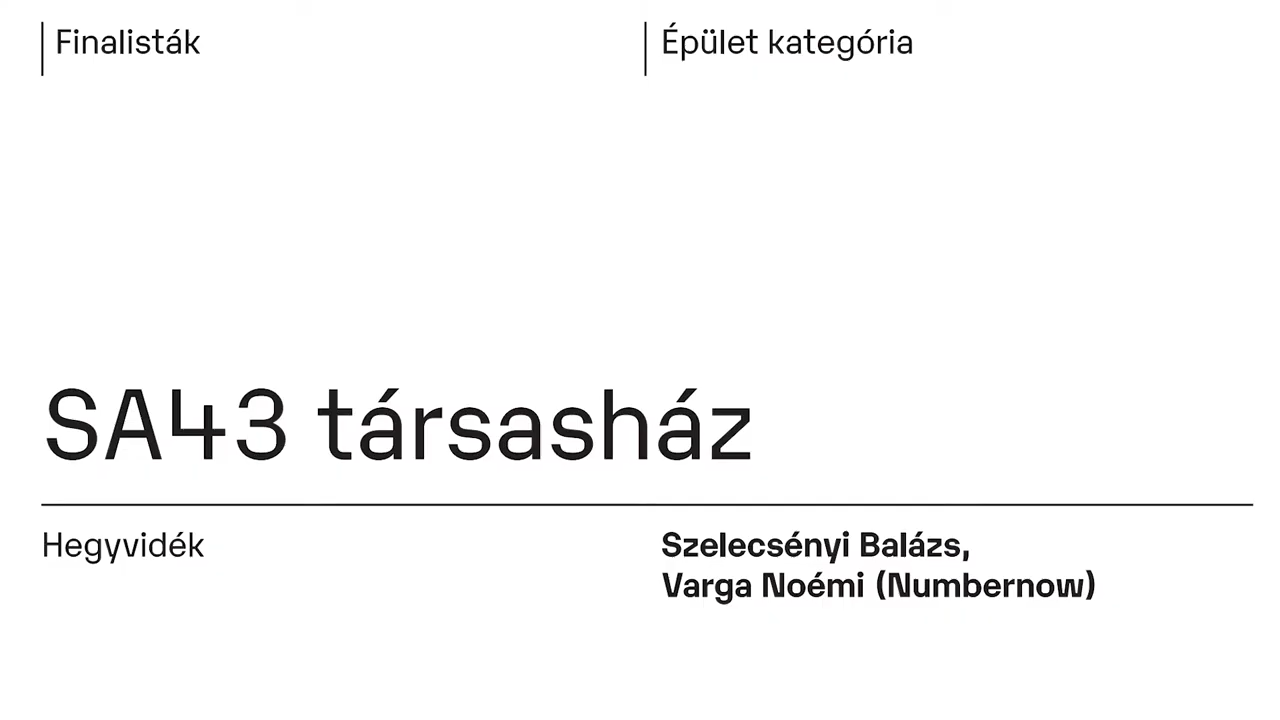 Finalisták
Épület kategória
SA43 társasház
Hegyvidék
Szelecsényi Balázs,
Varga Noémi (Numbernow)